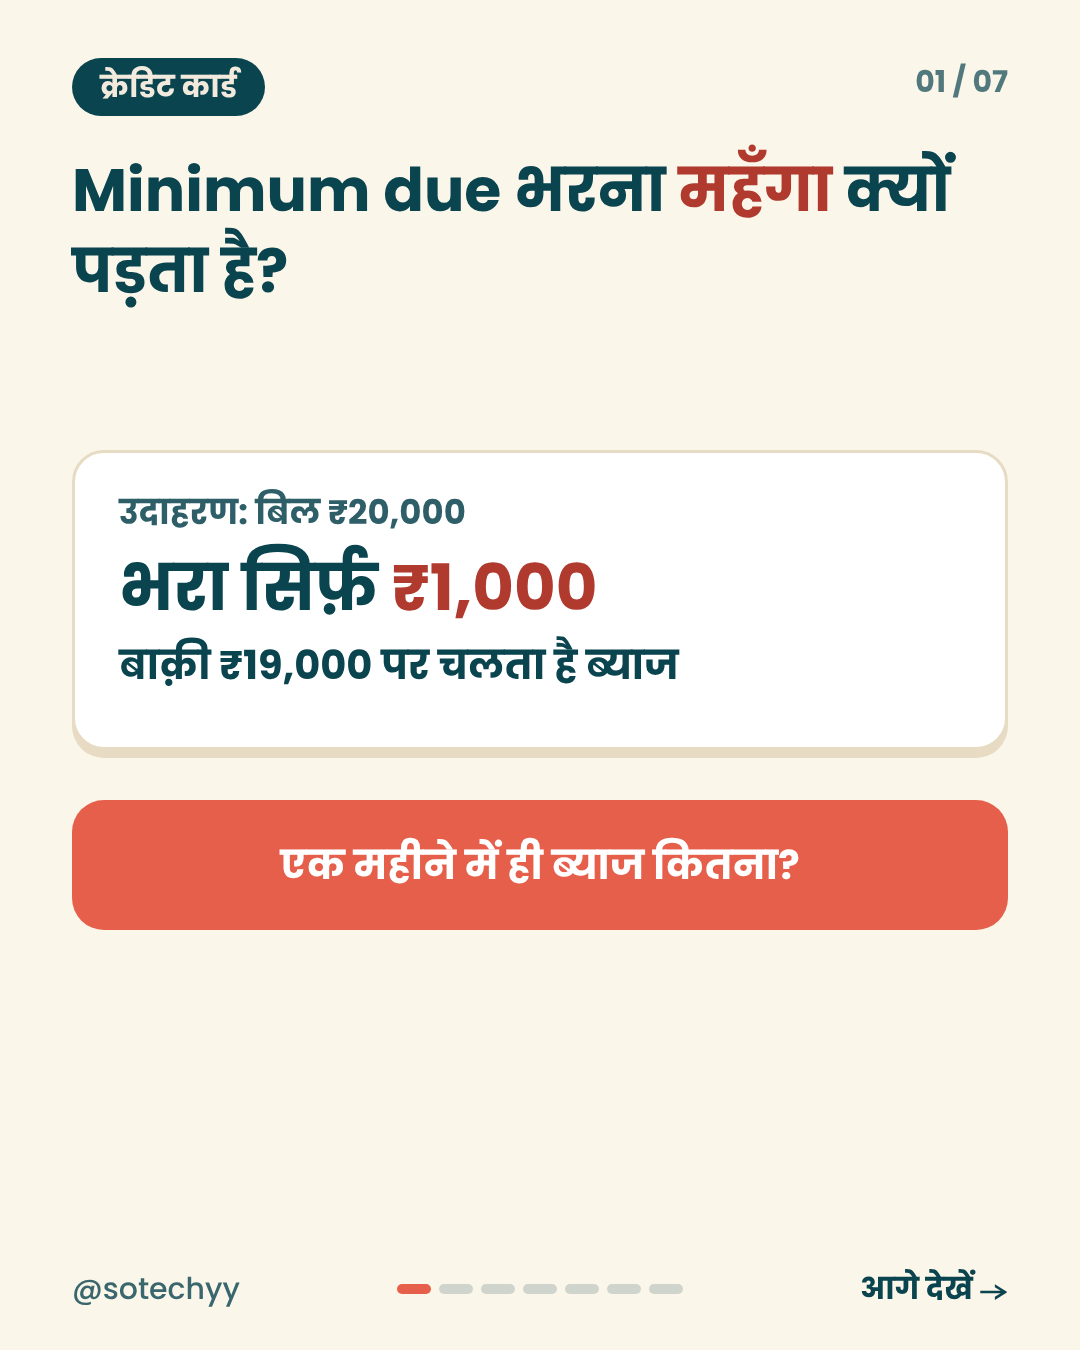 क्रेडिट कार्ड
01 / 07
Minimum due भरना महँगा क्यों
पड़ता है?
उदाहरण: बिल ₹20,000
भरा सिर्फ़ ₹1,000
बाक़ी ₹19,000 पर चलता है ब्याज
एक महीने में ही ब्याज कितना?
@sotechyy
आगे देखें →